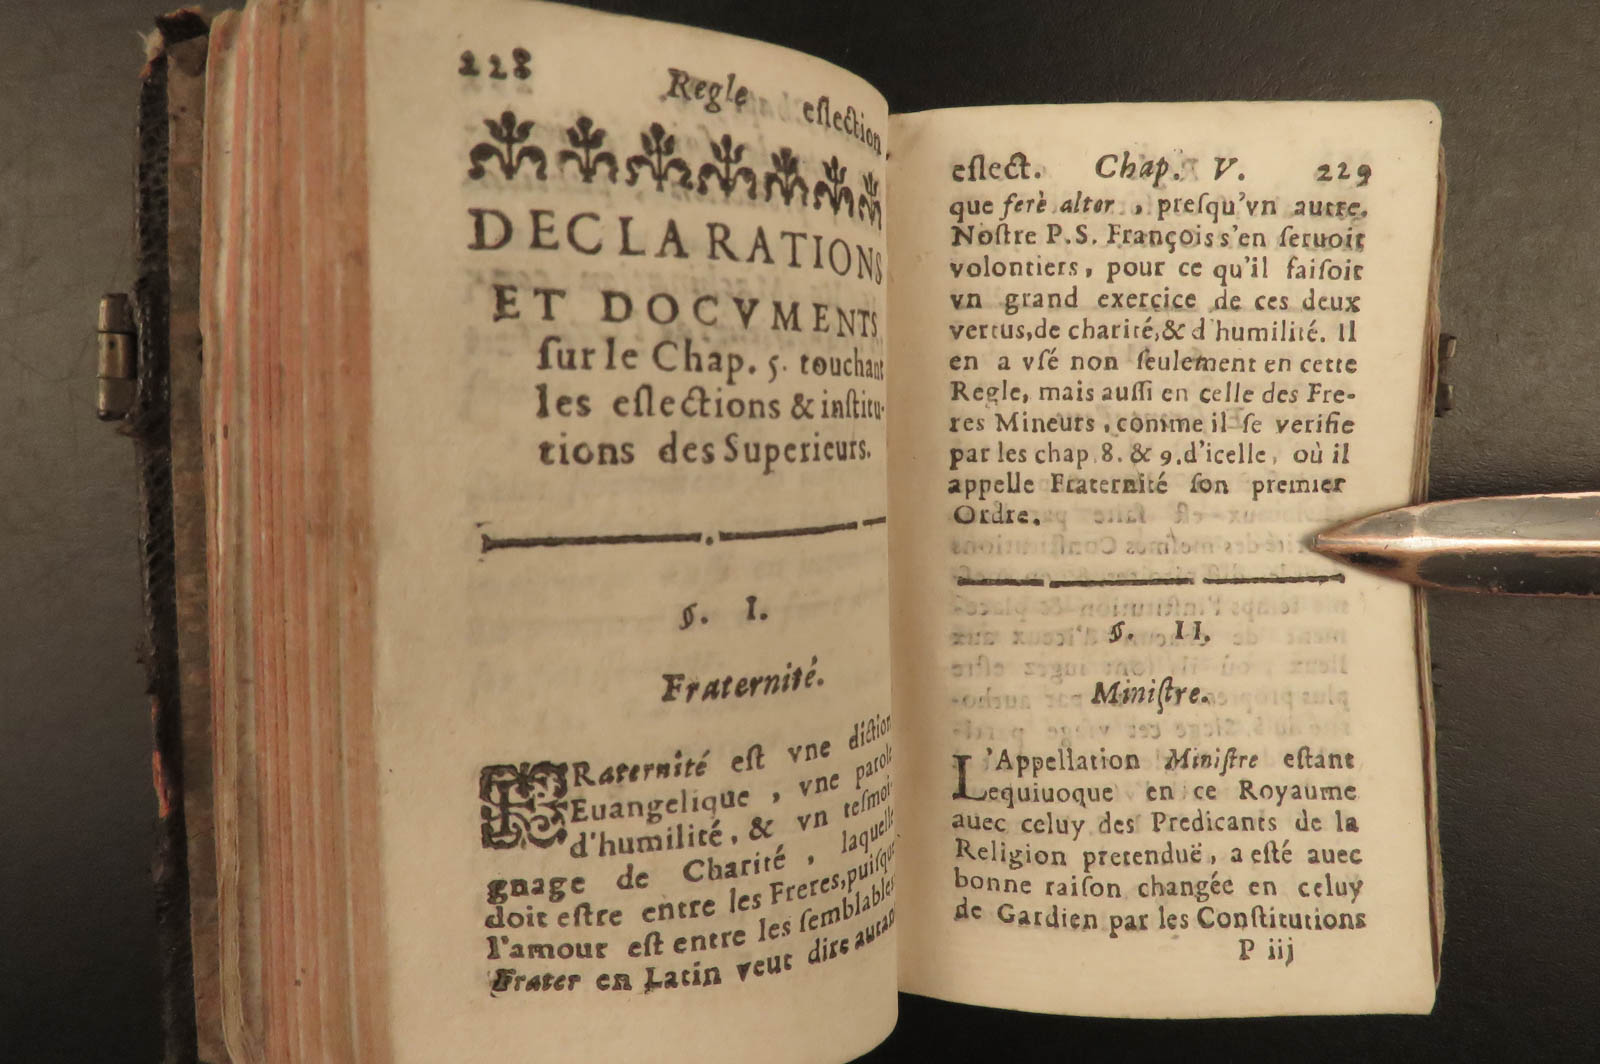 228
Regle eſlection
DECLARATIONS
ET DOCVMENTS
ſur le Chap. 5. touchant
les eſlections & inſtitu-
tions des Superieurs.
§. I.
Fraternité.
FRaternité eſt vne diction
Euangelique, vne parole
d'humilité, & vn teſmoi-
gnage de Charité, laquelle
doit eſtre entre les Freres, puiſque
l'amour eſt entre les ſemblables
Frater en Latin veut dire autant
eſlect. Chap. V. 229
que ferè alter, preſqu'vn autre.
Noſtre P. S. François s'en ſeruoit
volontiers, pour ce qu'il faiſoit
vn grand exercice de ces deux
vertus, de charité, & d'humilité. Il
en a vſé non ſeulement en cette
Regle, mais auſſi en celle des Fre-
res Mineurs, comme il ſe verifie
par les chap. 8. & 9. d'icelle, où il
appelle Fraternité ſon premier
Ordre.
§. II.
Miniſtre.
L'Appellation Miniſtre eſtant
equiuoque en ce Royaume
auec celuy des Predicants de la
Religion pretenduë, a eſté auec
bonne raiſon changée en celuy
de Gardien par les Conſtitutions
P iij